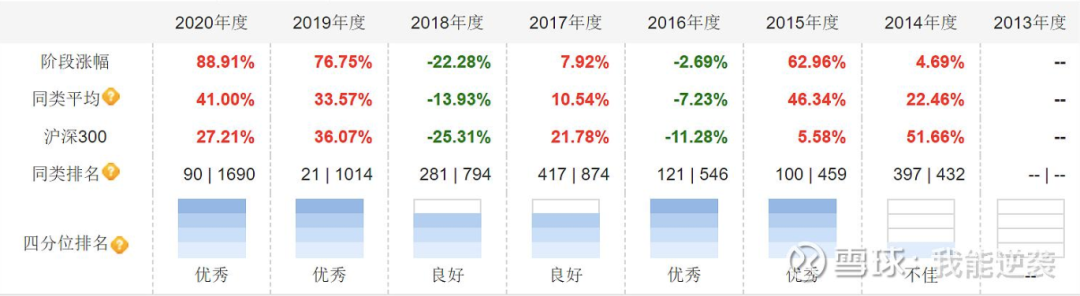 2020年度 2019年度 2018年度 2017年度 2016年度 2015年度 2014年度 2013年度
阶段涨幅 88.91% 76.75% -22.28% 7.92% -2.69% 62.96% 4.69% --
同类平均? 41.00% 33.57% -13.93% 10.54% -7.23% 46.34% 22.46% --
沪深300 27.21% 36.07% -25.31% 21.78% -11.28% 5.58% 51.66% --
同类排名? 90 | 1690 21 | 1014 281 | 794 417 | 874 121 | 546 100 | 459 397 | 432 -- | --
四分位排名?
优秀 优秀 良好 良好 优秀 优秀 不佳 --
雪球：我能逆袭